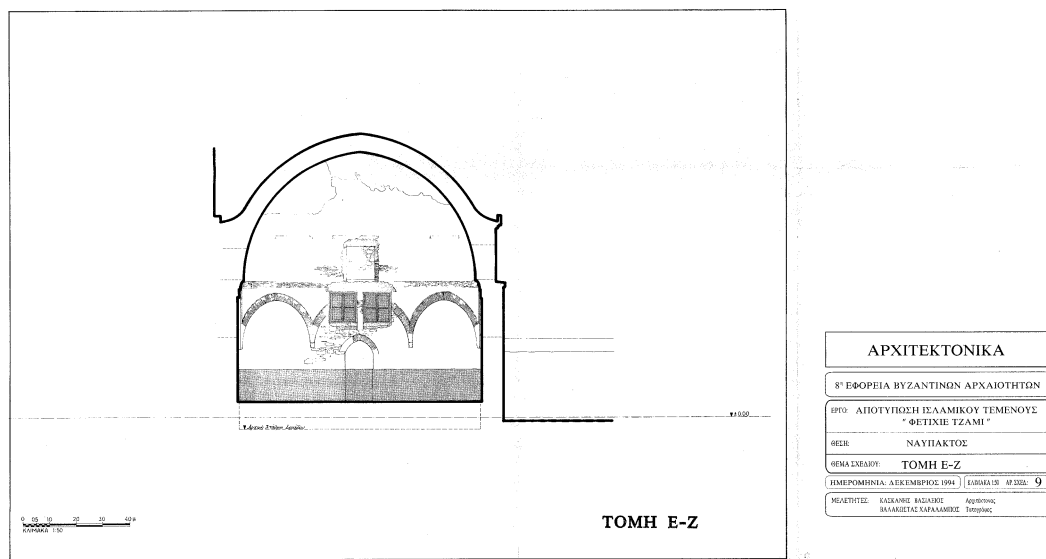 ▼±0.00
0 05 10 20 30 40 μ
ΚΛΙΜΑΚΑ 1:50
ΤΟΜΗ Ε-Ζ
ΑΡΧΙΤΕΚΤΟΝΙΚΑ
8η ΕΦΟΡΕΙΑ ΒΥΖΑΝΤΙΝΩΝ ΑΡΧΑΙΟΤΗΤΩΝ
ΕΡΓΟ: ΑΠΟΤΥΠΩΣΗ ΙΣΛΑΜΙΚΟΥ ΤΕΜΕΝΟΥΣ
" ΦΕΤΙΧΙΕ ΤΖΑΜΙ "
ΘΕΣΗ: ΝΑΥΠΑΚΤΟΣ
ΘΕΜΑ ΣΧΕΔΙΟΥ: ΤΟΜΗ Ε-Ζ
ΗΜΕΡΟΜΗΝΙΑ: ΔΕΚΕΜΒΡΙΟΣ 1994 ΚΛΙΜΑΚΑ 1:50 ΑΡ. ΣΧΕΔ: 9
ΜΕΛΕΤΗΤΕΣ: ΚΑΣΚΑΝΗΣ ΒΑΣΙΛΕΙΟΣ Αρχιτέκτονας
ΒΑΛΑΚΩΣΤΑΣ ΧΑΡΑΛΑΜΠΟΣ Τοπογράφος